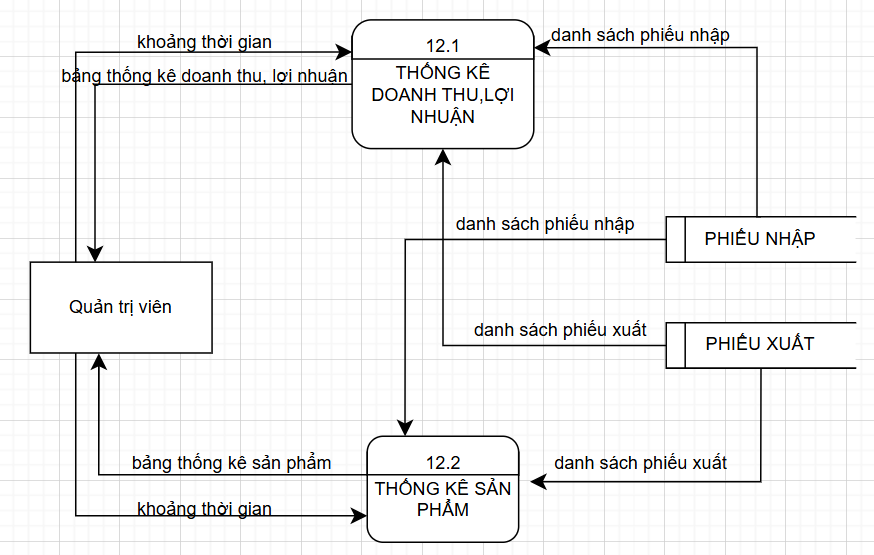 khoảng thời gian
12.1
danh sách phiếu nhập
bảng thống kê doanh thu, lợi nhuận
THỐNG KÊ
DOANH THU,LỢI
NHUẬN
danh sách phiếu nhập
PHIẾU NHẬP
Quản trị viên
danh sách phiếu xuất
PHIẾU XUẤT
bảng thống kê sản phẩm
12.2
danh sách phiếu xuất
THỐNG KÊ SẢN
PHẨM
khoảng thời gian